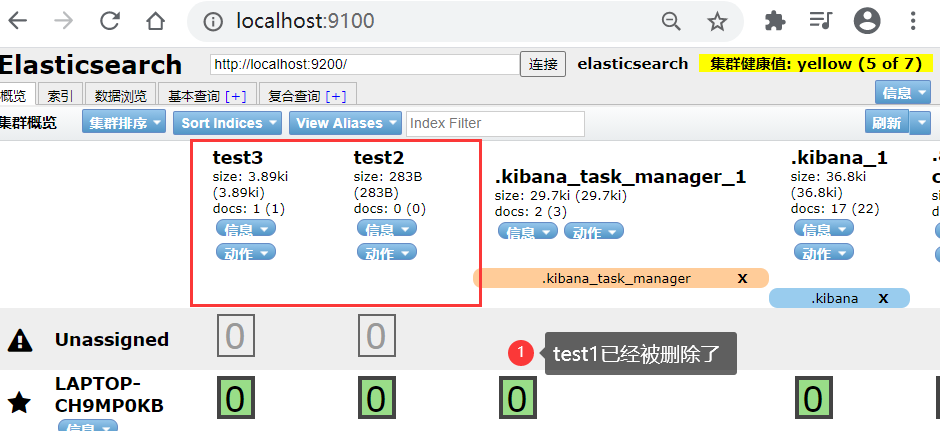 localhost:9100
Elasticsearch
http://localhost:9200/
连接
elasticsearch
集群健康值: yellow (5 of 7)
概览
索引
数据浏览
基本查询 [+]
复合查询 [+]
信息
集群概览
集群排序
Sort Indices
View Aliases
Index Filter
刷新
test3
size: 3.89ki
(3.89ki)
docs: 1 (1)
信息
动作
test2
size: 283B
(283B)
docs: 0 (0)
信息
动作
.kibana_task_manager_1
size: 29.7ki (29.7ki)
docs: 2 (3)
信息
动作
.kibana_1
size: 36.8ki
(36.8ki)
docs: 17 (22)
信息
动作
.kibana_task_manager X
.kibana X
Unassigned
0
0
1
test1已经被删除了
LAPTOP-
CH9MP0KB
信息
0
0
0
0